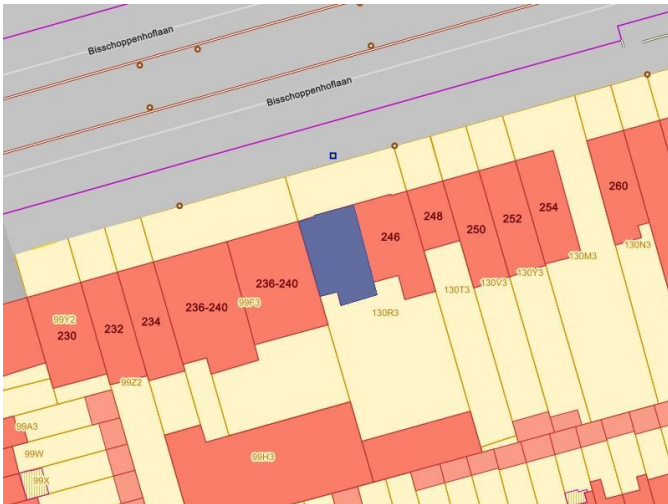 Bisschoppenhoflaan
Bisschoppenhoflaan
260
254
248
252
246
250
130N3
130M3
130Y3
130V3
130T3
236-240
236-240
99F3
130R3
234
232
99Y2
230
99Z2
99A3
99W
99H3
99X